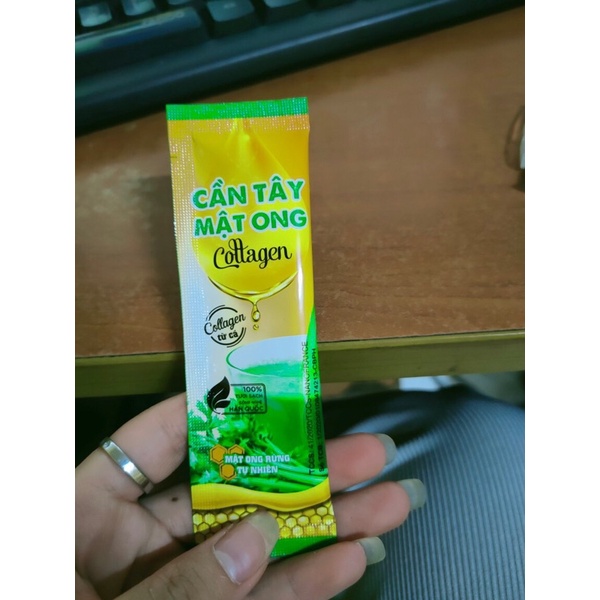 CẦN TÂY
MẬT ONG
Collagen
Collagen
từ cá
100%
HÀN QUỐC
MẬT ONG RỪNG
TỰ NHIÊN